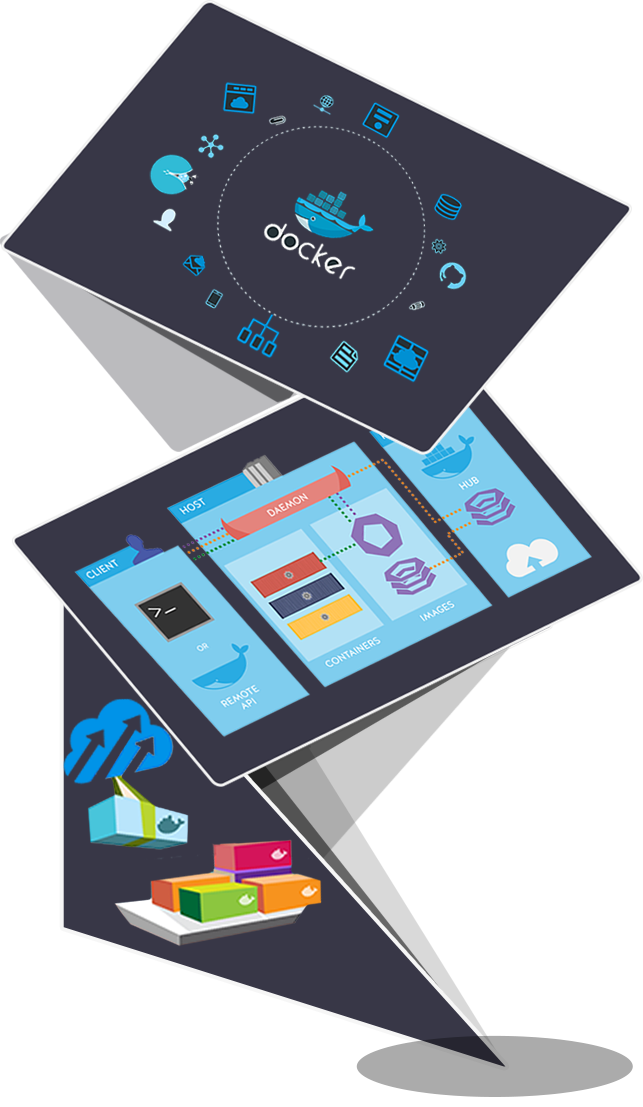 docker
HOST
HUB
DAEMON
CLIENT
>_
OR
CONTAINERS
IMAGES
REMOTE
API